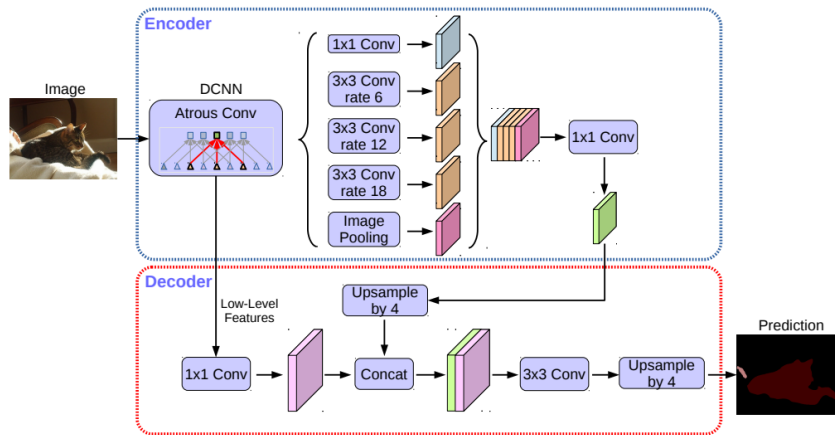 Encoder
Image
DCNN
Atrous Conv
1x1 Conv
3x3 Conv
rate 6
3x3 Conv
rate 12
3x3 Conv
rate 18
Image
Pooling
1x1 Conv
Decoder
Low-Level
Features
Upsample
by 4
1x1 Conv
Concat
3x3 Conv
Upsample
by 4
Prediction